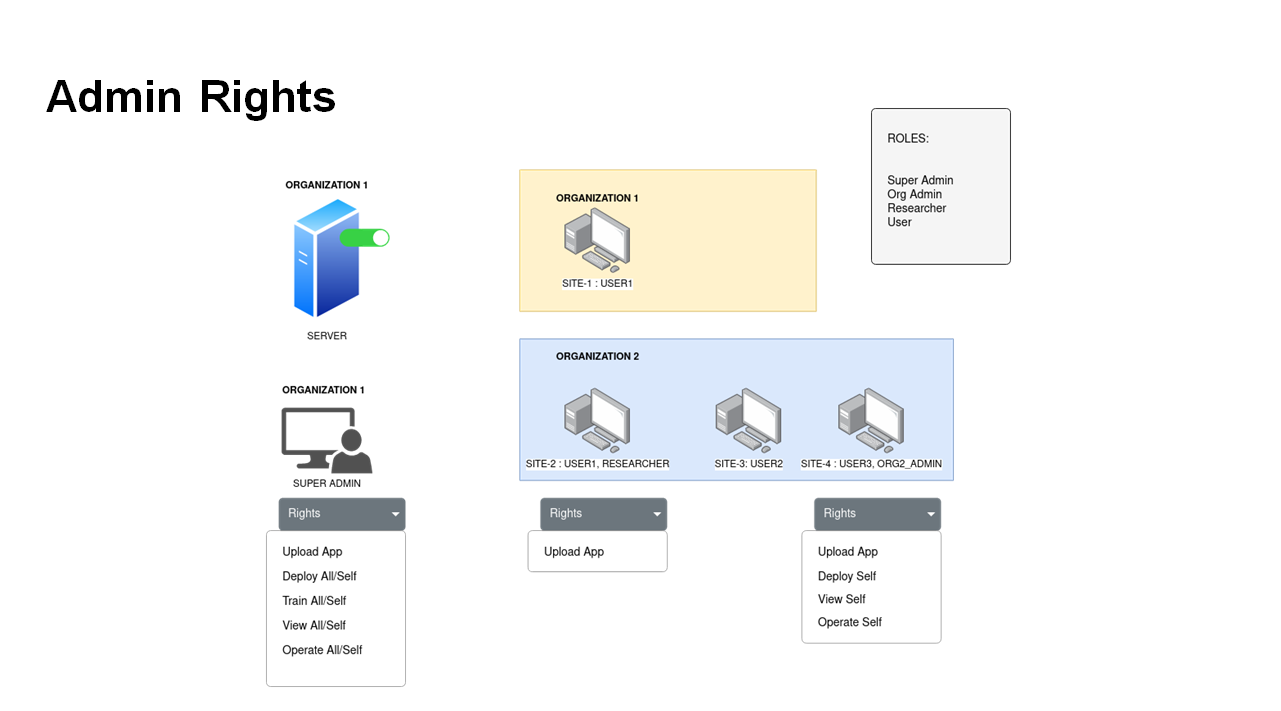 Admin Rights
ROLES:
Super Admin
Org Admin
Researcher
User
ORGANIZATION 1
SERVER
ORGANIZATION 1
SITE-1 : USER1
ORGANIZATION 2
SITE-2 : USER1, RESEARCHER
SITE-3: USER2
SITE-4 : USER3, ORG2_ADMIN
ORGANIZATION 1
SUPER ADMIN
Rights
Upload App
Deploy All/Self
Train All/Self
View All/Self
Operate All/Self
Rights
Upload App
Rights
Upload App
Deploy Self
View Self
Operate Self